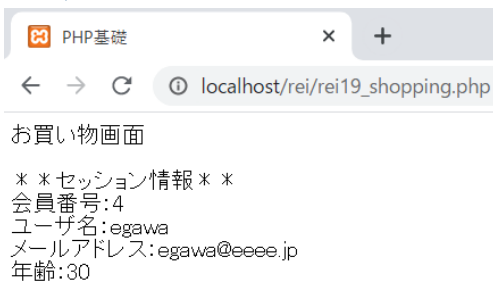 PHP基礎
localhost/rei/rei19_shopping.php
お買い物画面
＊＊セッション情報＊＊
会員番号:4
ユーザ名:egawa
メールアドレス:egawa@eeee.jp
年齢:30